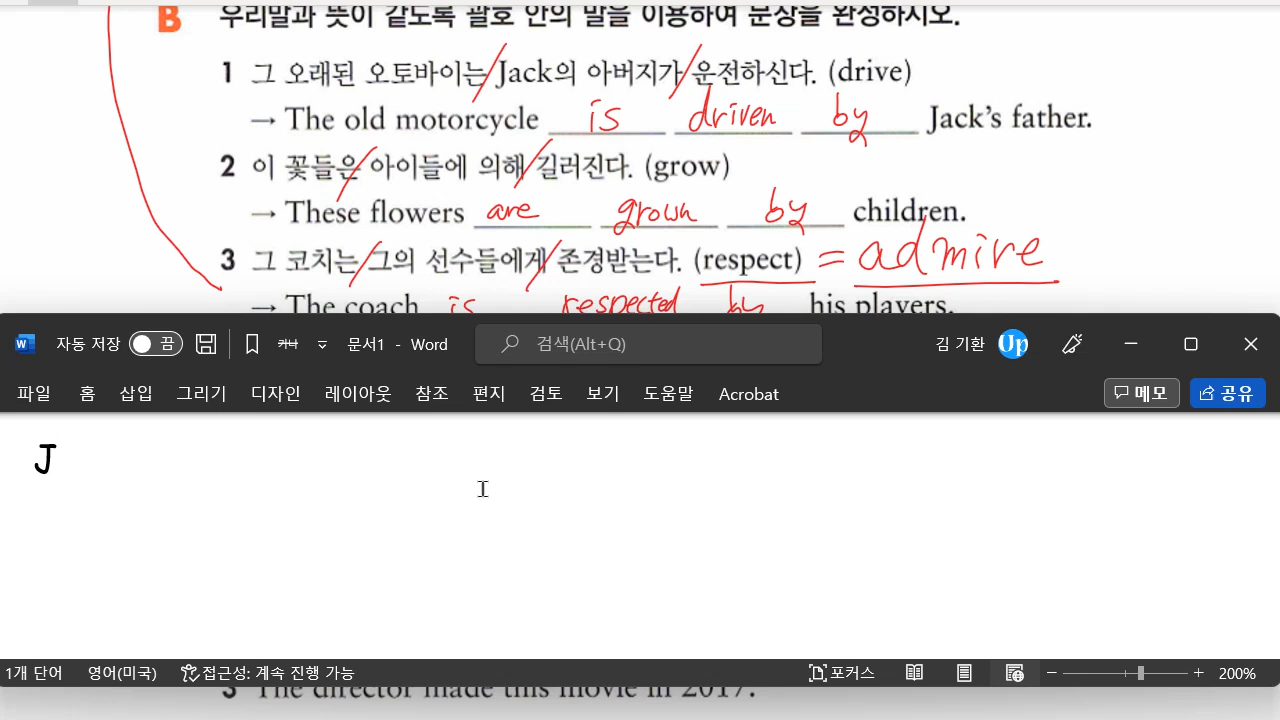 B 우리말과 뜻이 같도록 괄호 안의 말을 이용하여 문장을 완성하시오.
1 그 오래된 오토바이는 Jack의 아버지가 운전하신다. (drive)
→ The old motorcycle is driven by Jack's father.
2 이 꽃들은 아이들에 의해 길러진다. (grow)
→ These flowers are grown by children.
3 그 코치는 그의 선수들에게 존경받는다. (respect) = admire
→ The coach is respected by his players.
자동 저장 끔 가나 문서1 - Word 검색(Alt+Q) 김 기환 Up
파일 홈 삽입 그리기 디자인 레이아웃 참조 편지 검토 보기 도움말 Acrobat 메모 공유
J
1개 단어 영어(미국) 접근성: 계속 진행 가능 포커스 200%
3 The director made this movie in 2017.